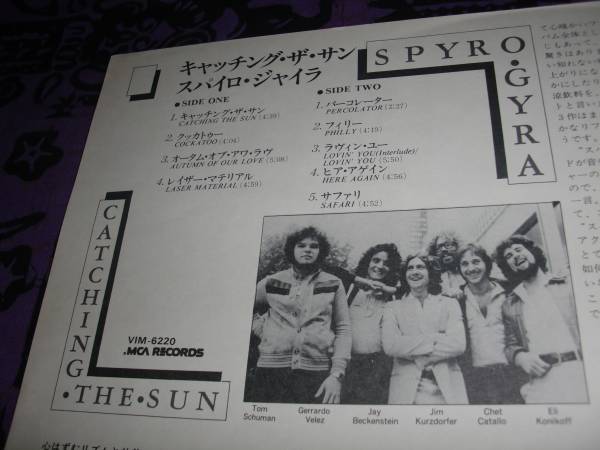 キャッチング・ザ・サン
スパイロ・ジャイラ
SPYRO・GYRA
●SIDE ONE
1. キャッチング・ザ・サン
CATCHING THE SUN (4:39)
2. クッカトゥー
COCKATOO (4:04)
3. オータム・オブ・アワ・ラヴ
AUTUMN OF OUR LOVE (5:08)
4. レイザー・マテリアル
LASER MATERIAL (4:59)
●SIDE TWO
1. パーコレーター
PERCOLATOR (2:27)
2. フィリー
PHILLY (4:19)
3. ラヴィン・ユー
LOVIN' YOU(Interlude)/
LOVIN' YOU (5:50)
4. ヒア・アゲイン
HERE AGAIN (4:56)
5. サファリ
SAFARI (4:52)
CATCHING・THE・SUN
VIM-6220
MCA RECORDS
Tom
Schuman
Gerrardo
Velez
Jay
Beckenstein
Jim
Kurzdorfer
Chet
Catallo
Eli
Konikoff